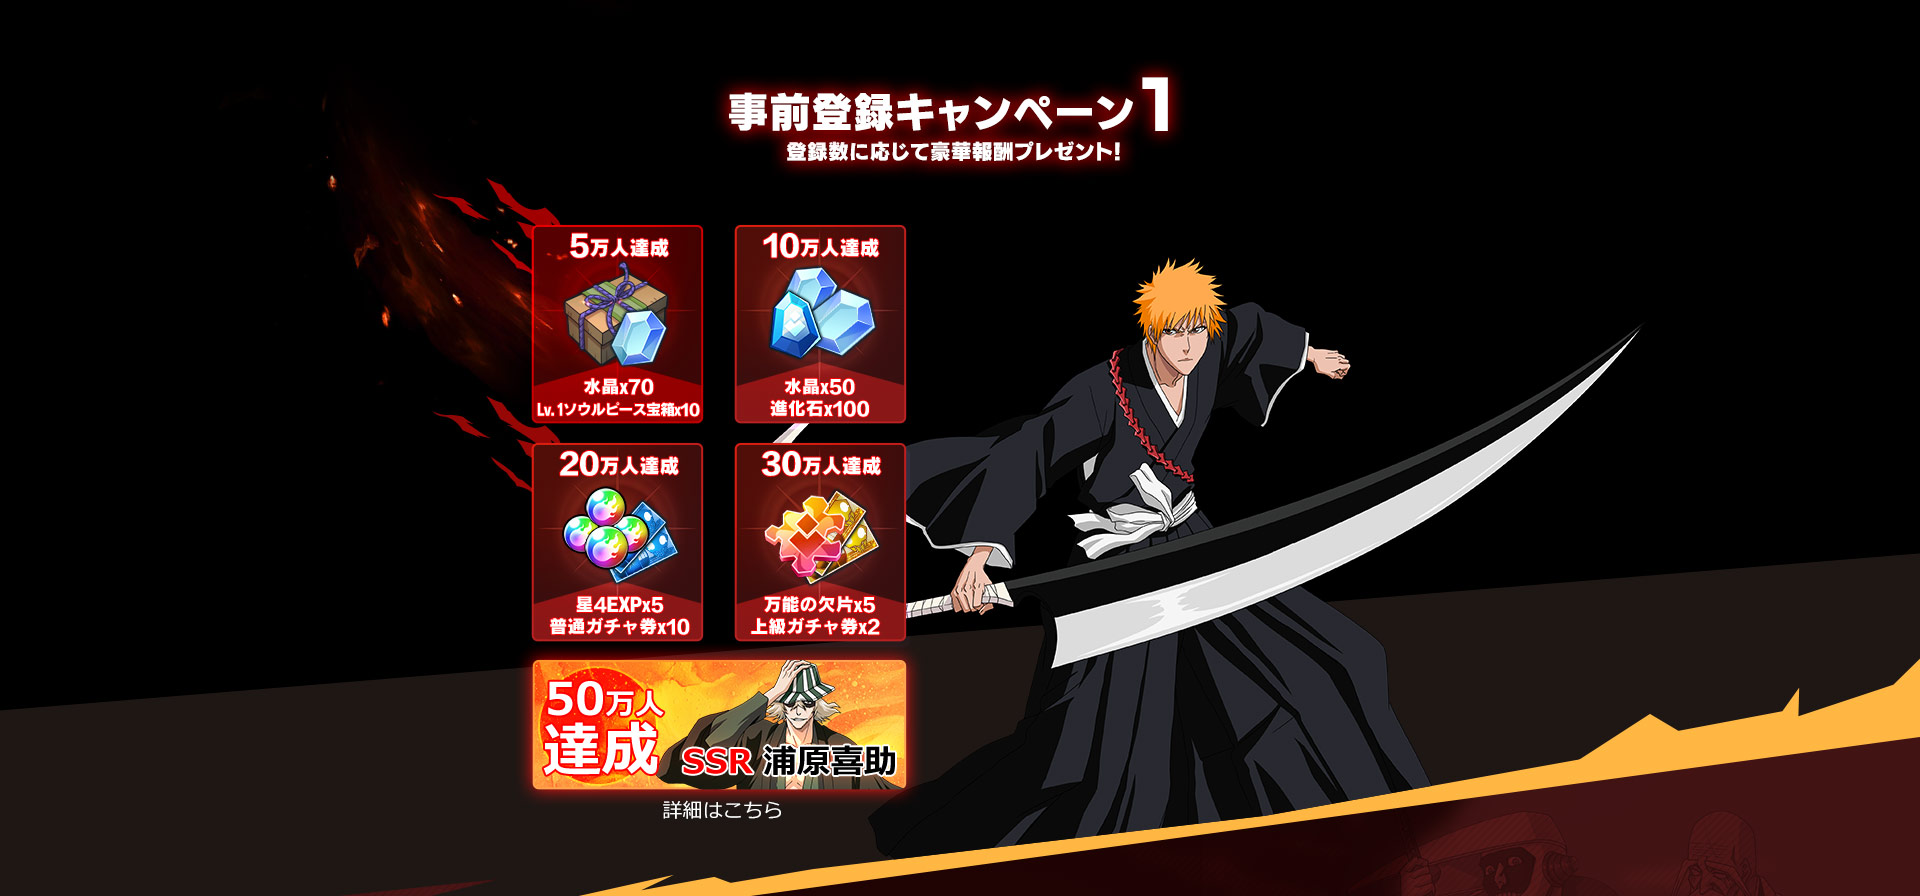 事前登録キャンペーン1
登録数に応じて豪華報酬プレゼント!
5万人達成
水晶x70
Lv.1ソウルピース宝箱x10
10万人達成
水晶x50
進化石x100
20万人達成
星4EXPx5
普通ガチャ券x10
30万人達成
万能の欠片x5
上級ガチャ券x2
50万人
達成
SSR 浦原喜助
詳細はこちら